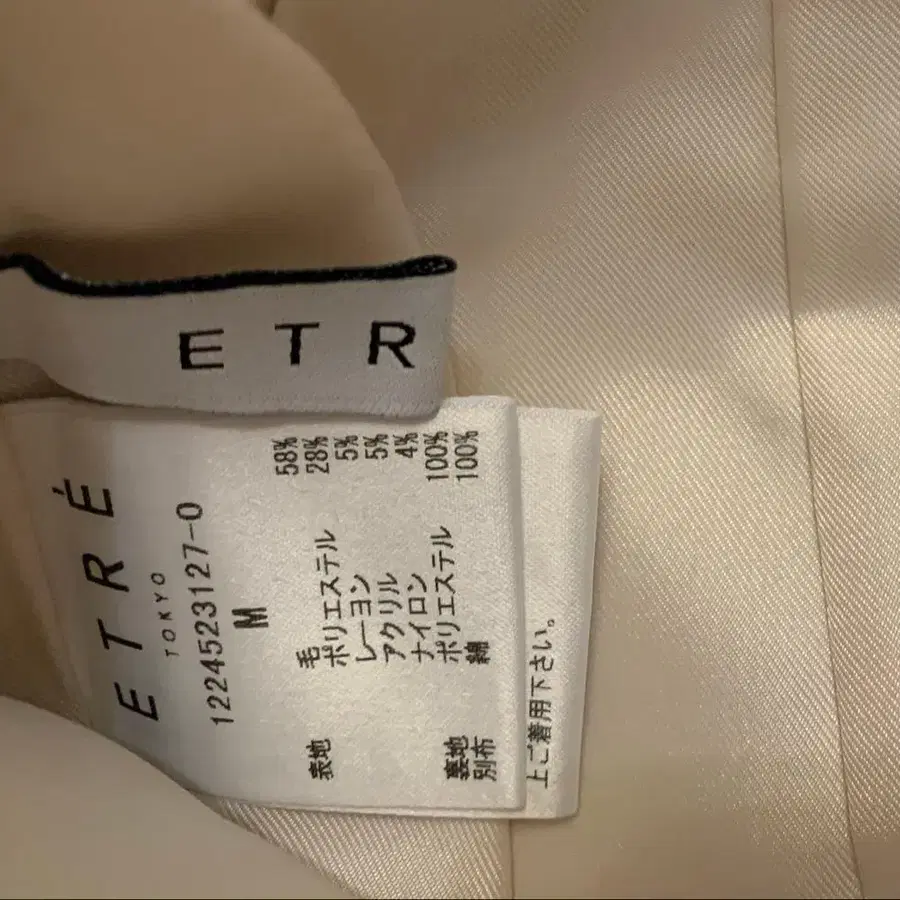 ETR
ETRÉ
TOKYO
1224523127-0
M
表地 毛 58%
ポリエステル 28%
レーヨン 5%
アクリル 5%
ナイロン 4%
裏地 ポリエステル 100%
別布 綿 100%
上ご着用下さい。